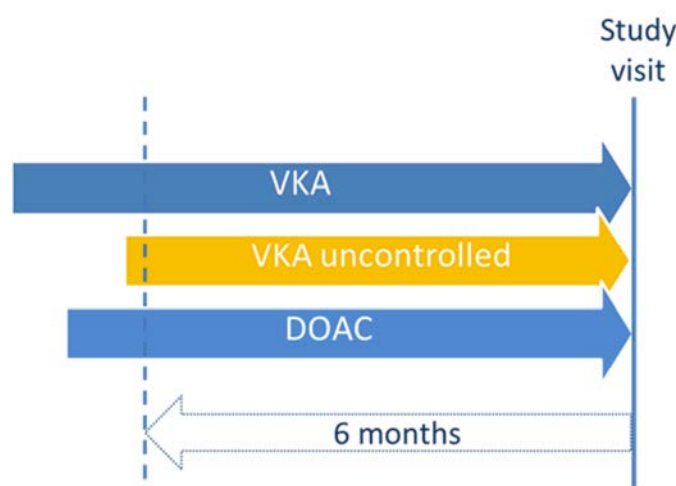 Study
visit
VKA
VKA uncontrolled
DOAC
6 months